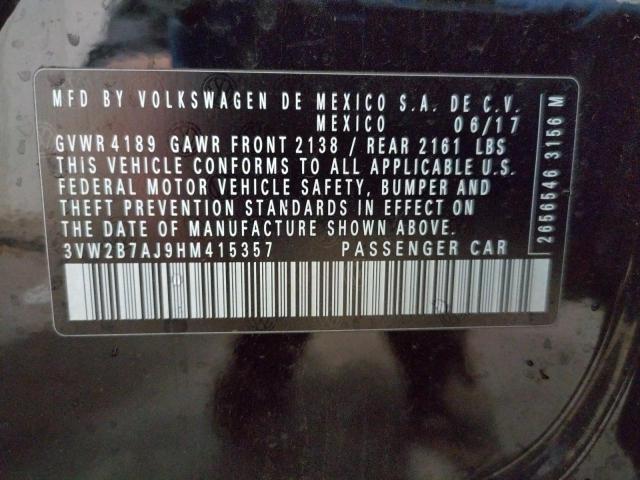 MFD BY VOLKSWAGEN DE MEXICO S.A. DE C.V.
MEXICO 06/17
GVWR 4189 GAWR FRONT 2138 / REAR 2161 LBS
THIS VEHICLE CONFORMS TO ALL APPLICABLE U.S.
FEDERAL MOTOR VEHICLE SAFETY, BUMPER AND
THEFT PREVENTION STANDARDS IN EFFECT ON
THE DATE OF MANUFACTURE SHOWN ABOVE.
3VW2B7AJ9HM415357 PASSENGER CAR
2656546 3156 M